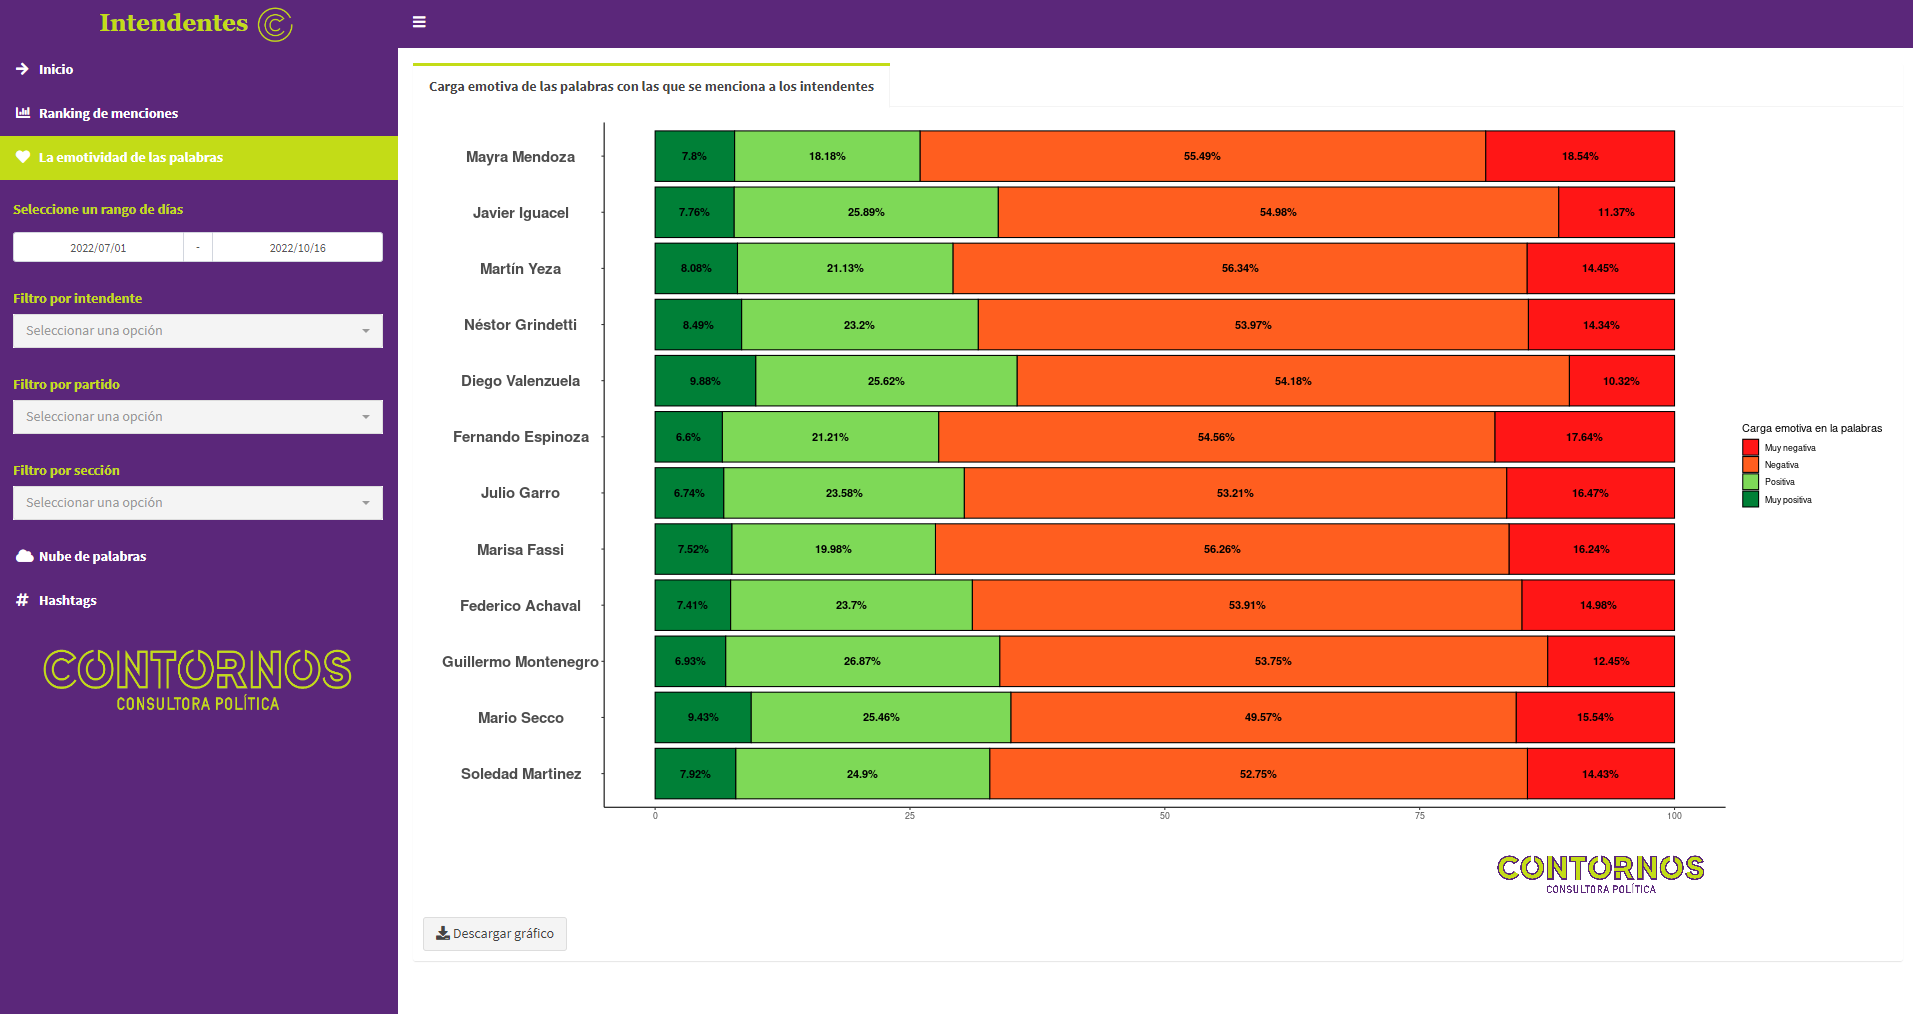 Intendentes
Inicio
Ranking de menciones
La emotividad de las palabras
Seleccione un rango de días
2022/07/01 - 2022/10/16
Filtro por intendente
Seleccionar una opción
Filtro por partido
Seleccionar una opción
Filtro por sección
Seleccionar una opción
Nube de palabras
Hashtags
CONTORNOS
CONSULTORA POLÍTICA
Carga emotiva de las palabras con las que se menciona a los intendentes
Mayra Mendoza 7.8% 18.18% 55.49% 18.54%
Javier Iguacel 7.76% 25.89% 54.98% 11.37%
Martín Yeza 8.08% 21.13% 56.34% 14.45%
Néstor Grindetti 8.49% 23.2% 53.97% 14.34%
Diego Valenzuela 9.88% 25.62% 54.18% 10.32%
Fernando Espinoza 6.6% 21.21% 54.56% 17.64%
Julio Garro 6.74% 23.58% 53.21% 16.47%
Marisa Fassi 7.52% 19.98% 56.26% 16.24%
Federico Achaval 7.41% 23.7% 53.91% 14.98%
Guillermo Montenegro 6.93% 26.87% 53.75% 12.45%
Mario Secco 9.43% 25.46% 49.57% 15.54%
Soledad Martinez 7.92% 24.9% 52.75% 14.43%
0 25 50 75 100
Carga emotiva en la palabras
Muy negativa
Negativa
Positiva
Muy positiva
CONTORNOS
CONSULTORA POLÍTICA
Descargar gráfico